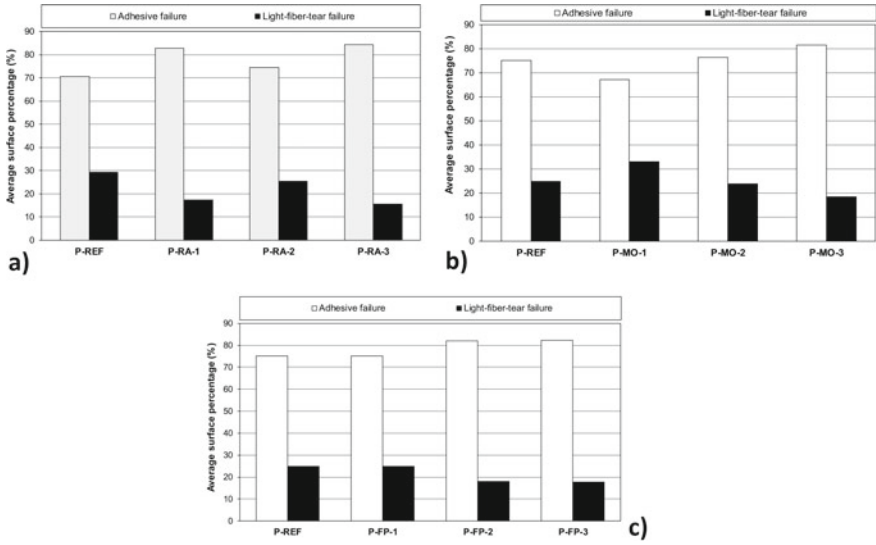 Adhesive failure Light-fiber-tear failure
Average surface percentage (%)
90
80
70
60
50
40
30
20
10
0
P-REF P-RA-1 P-RA-2 P-RA-3
a)
Adhesive failure Light-fiber-tear failure
Average surface percentage (%)
90
80
70
60
50
40
30
20
10
0
P-REF P-MO-1 P-MO-2 P-MO-3
b)
Adhesive failure Light-fiber-tear failure
Average surface percentage (%)
90
80
70
60
50
40
30
20
10
0
P-REF P-FP-1 P-FP-2 P-FP-3
c)